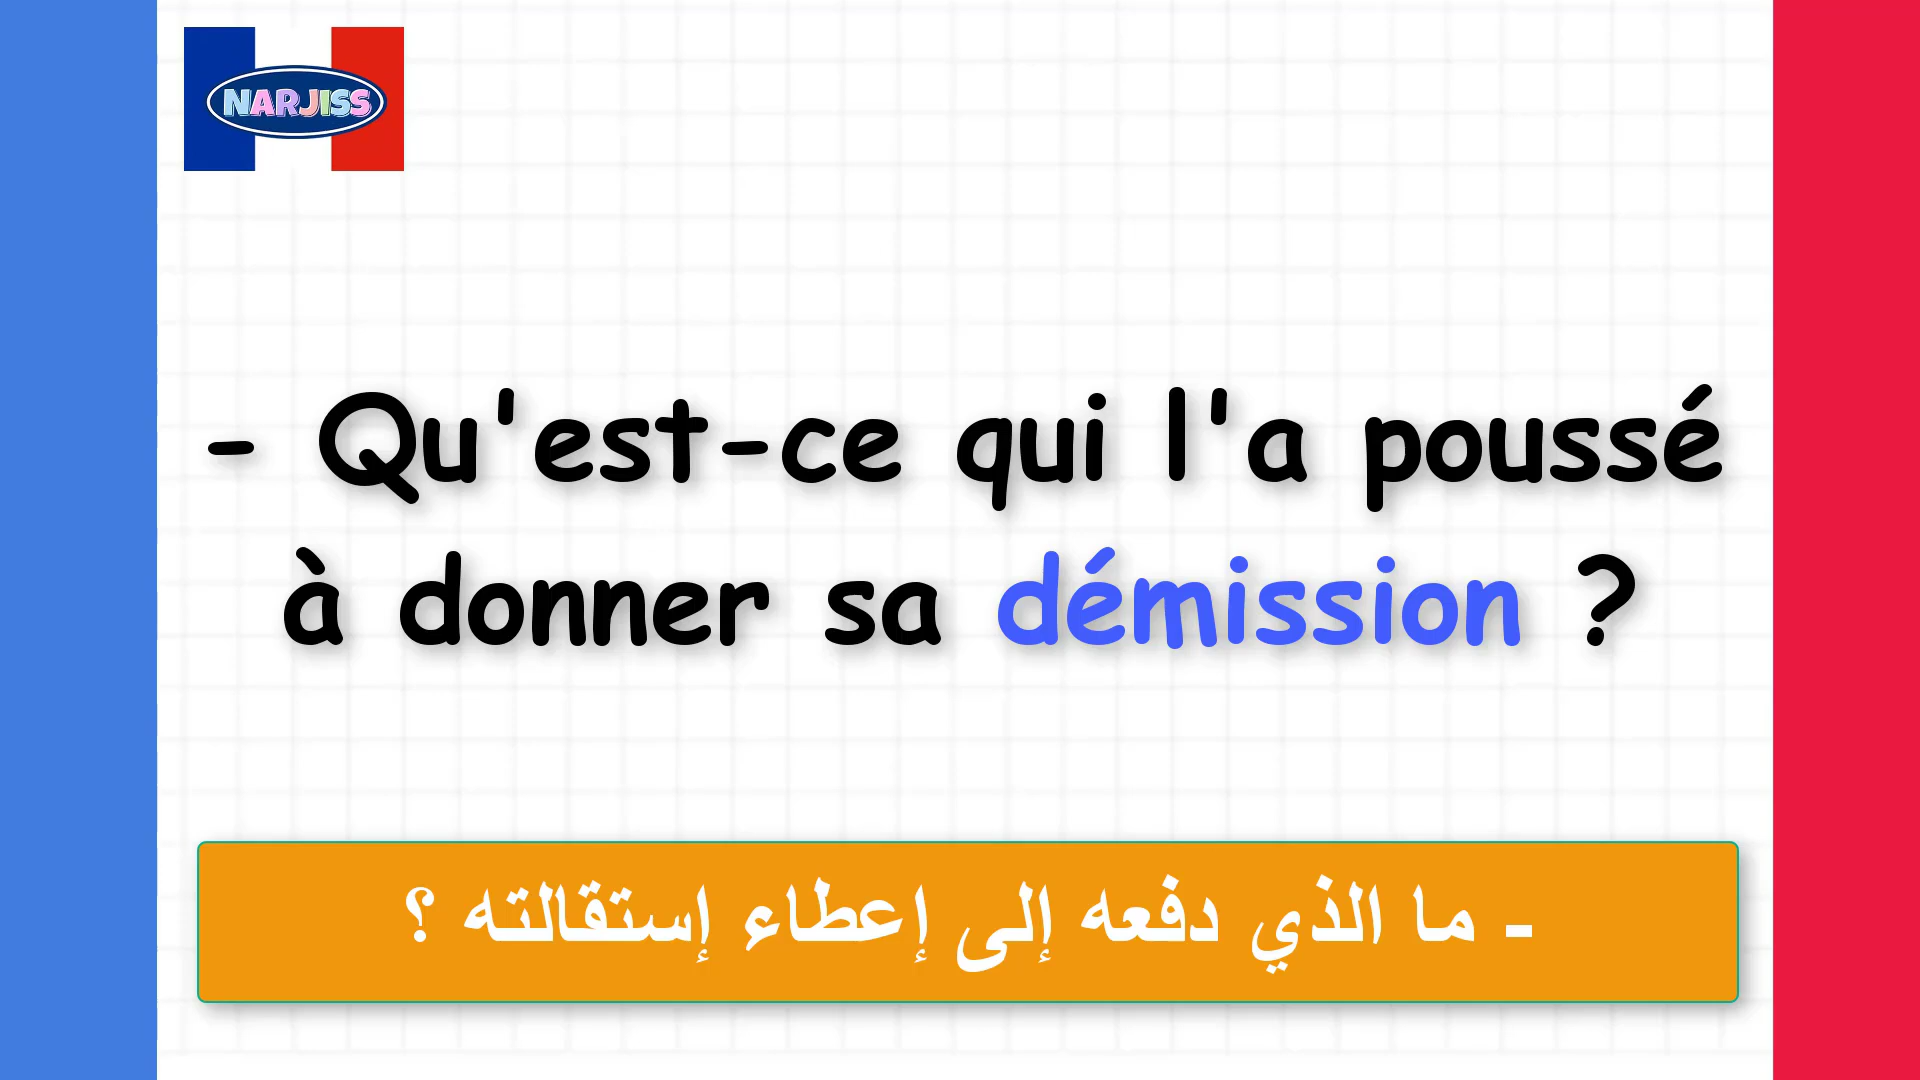 NARJISS
- Qu'est-ce qui l'a poussé
à donner sa démission ?
- ما الذي دفعه إلى إعطاء إستقالته ؟